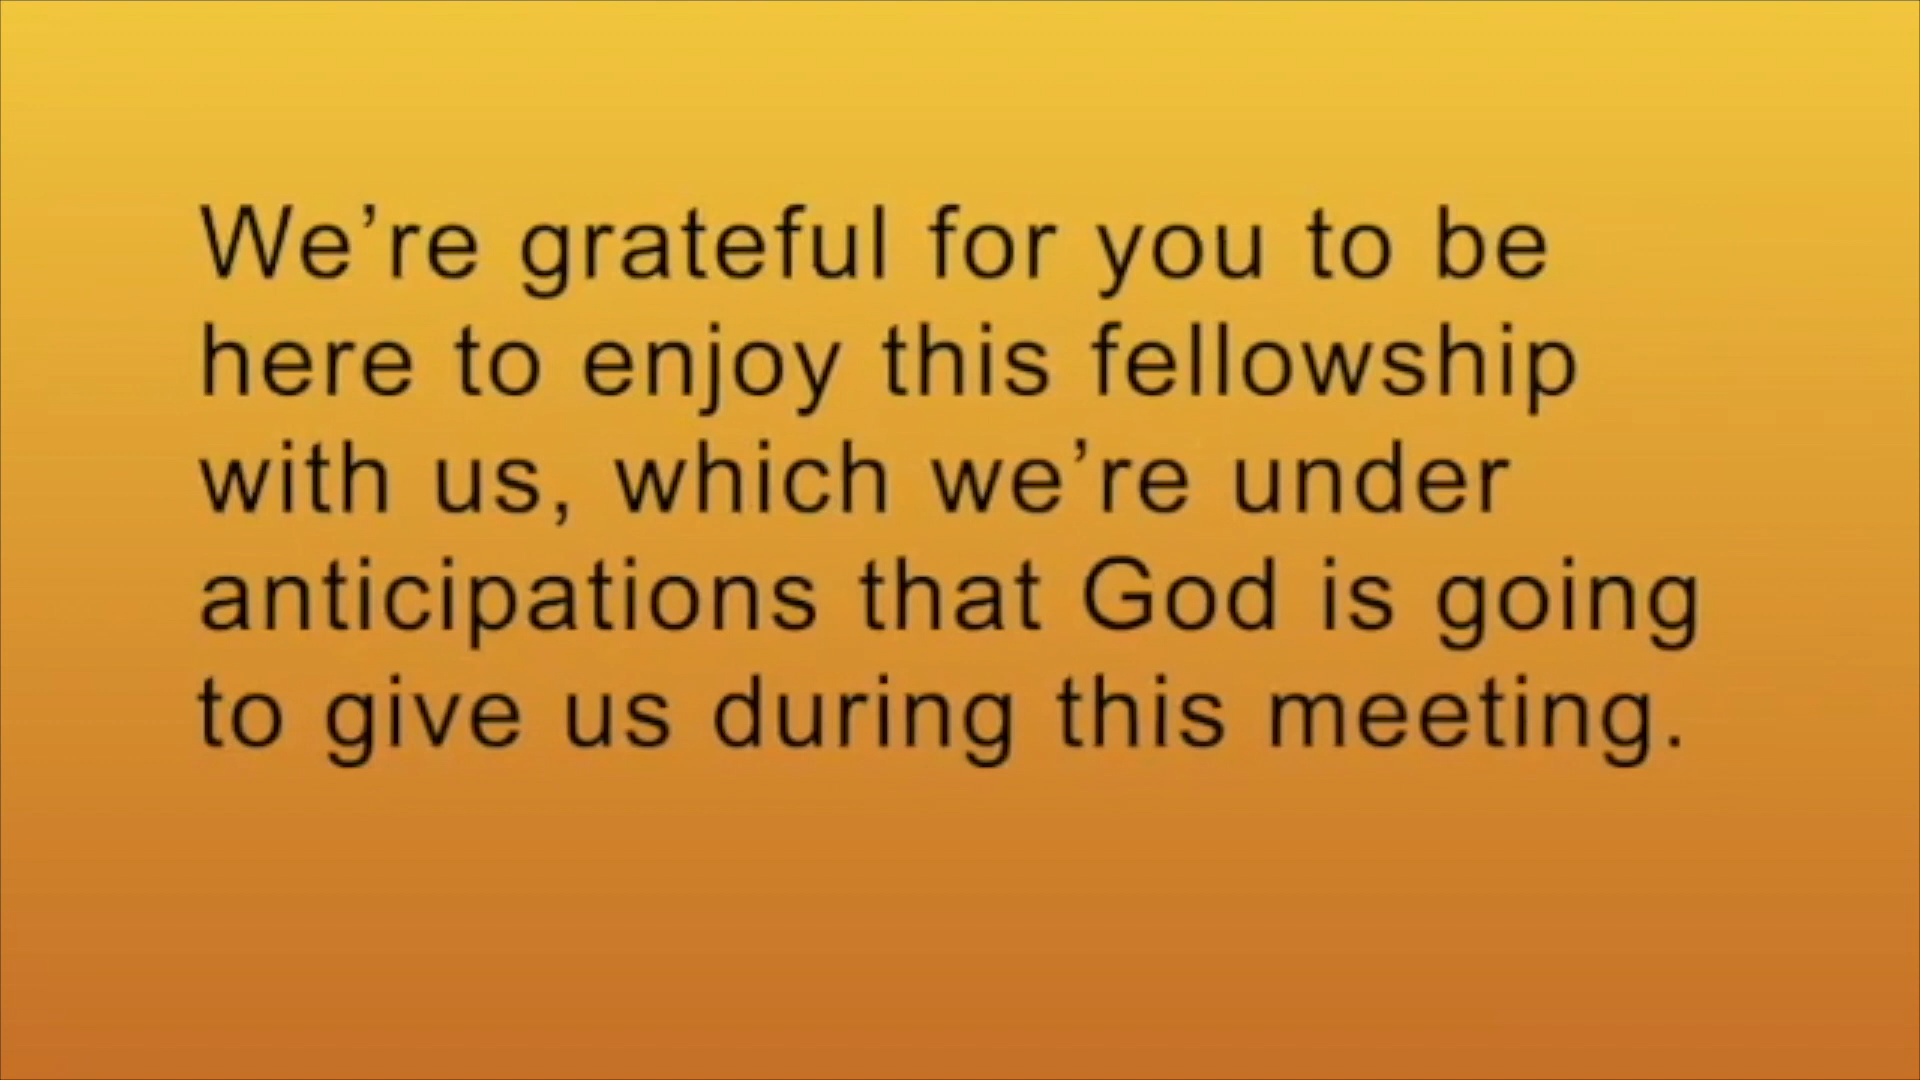 We’re grateful for you to be
here to enjoy this fellowship
with us, which we’re under
anticipations that God is going
to give us during this meeting.